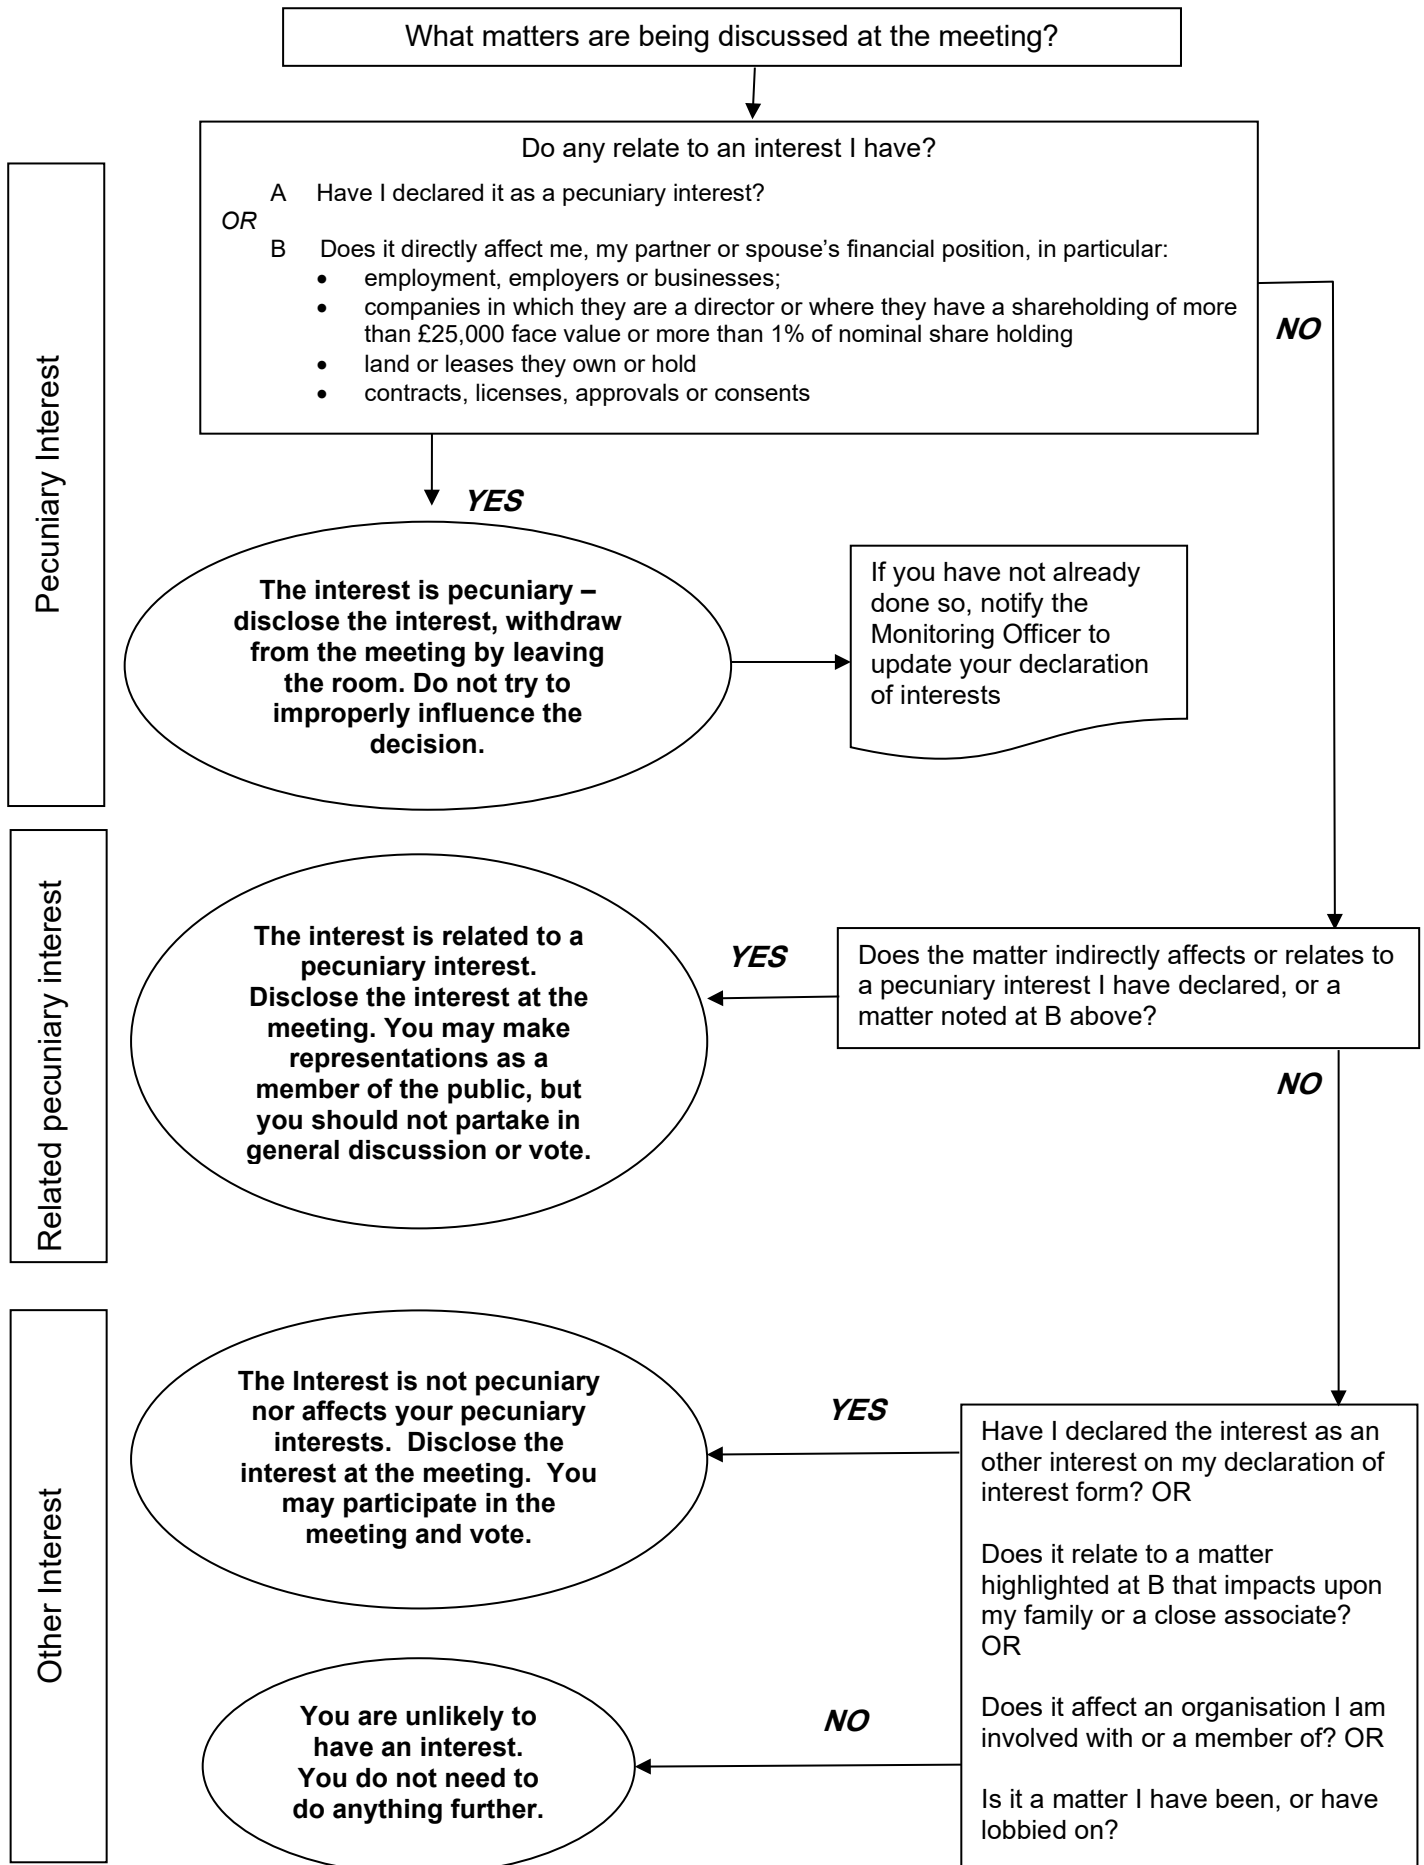 What matters are being discussed at the meeting?
Do any relate to an interest I have?
A Have I declared it as a pecuniary interest?
OR
B Does it directly affect me, my partner or spouse’s financial position, in particular:
• employment, employers or businesses;
• companies in which they are a director or where they have a shareholding of more
than £25,000 face value or more than 1% of nominal share holding
• land or leases they own or hold
• contracts, licenses, approvals or consents
NO
Pecuniary Interest
YES
The interest is pecuniary –
disclose the interest, withdraw
from the meeting by leaving
the room. Do not try to
improperly influence the
decision.
If you have not already
done so, notify the
Monitoring Officer to
update your declaration
of interests
Related pecuniary interest
The interest is related to a
pecuniary interest.
Disclose the interest at the
meeting. You may make
representations as a
member of the public, but
you should not partake in
general discussion or vote.
YES
Does the matter indirectly affects or relates to
a pecuniary interest I have declared, or a
matter noted at B above?
NO
Other Interest
The Interest is not pecuniary
nor affects your pecuniary
interests. Disclose the
interest at the meeting. You
may participate in the
meeting and vote.
YES
Have I declared the interest as an
other interest on my declaration of
interest form? OR
Does it relate to a matter
highlighted at B that impacts upon
my family or a close associate?
OR
Does it affect an organisation I am
involved with or a member of? OR
Is it a matter I have been, or have
lobbied on?
NO
You are unlikely to
have an interest.
You do not need to
do anything further.